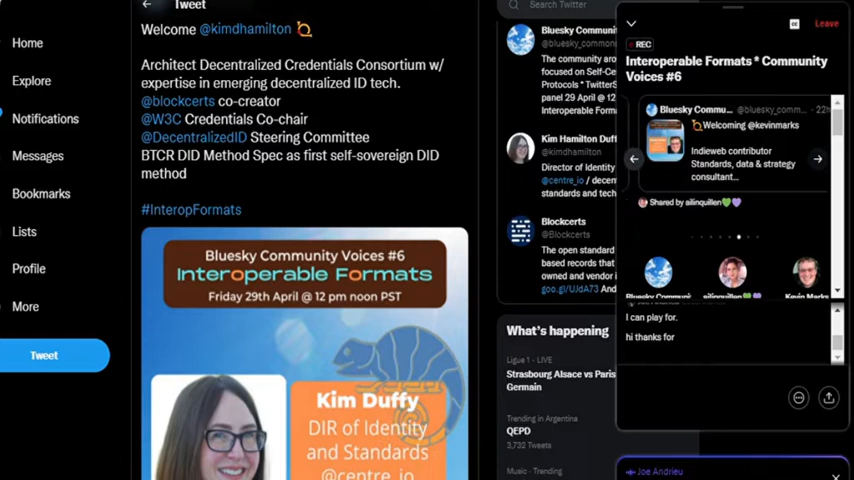 Home
Explore
Notifications
Messages
Bookmarks
Lists
Profile
More
Tweet
Tweet
Welcome @kimdhamilton
Architect Decentralized Credentials Consortium w/
expertise in emerging decentralized ID tech.
@blockcerts co-creator
@W3C Credentials Co-chair
@DecentralizedID Steering Committee
BTCR DID Method Spec as first self-sovereign DID
method
#InteropFormats
Bluesky Community Voices #6
Interoperable Formats
Friday 29th April @ 12 pm noon PST
Kim Duffy
DIR of Identity
and Standards
@centre_io
Search Twitter
Bluesky Community
@bluesky_commun
The community aro
focused on Self-Ce
Protocols * TwitterS
panel 29 April @ 12
Interoperable Form
Kim Hamilton Duff
@kimdhamilton
Director of Identity
@centre_io / decen
standards and tech
Blockcerts
@Blockcerts
The open standard
based records that
owned and vendor i
goo.gl/UJdA73 And
What's happening
Ligue 1 · LIVE
Strasbourg Alsace vs Paris
Germain
Trending in Argentina
QEPD
3,732 Tweets
Music · Trending
Leave
REC
Interoperable Formats * Community
Voices #6
Bluesky Commu... @bluesky_comm... · 22h
Welcoming @kevinmarks
Indieweb contributor
Standards, data & strategy
consultant...
Shared by ailinquillen
Bluesky Communi
ailinquillen
Kevin Marks
I can play for.
hi thanks for
Joe Andrieu